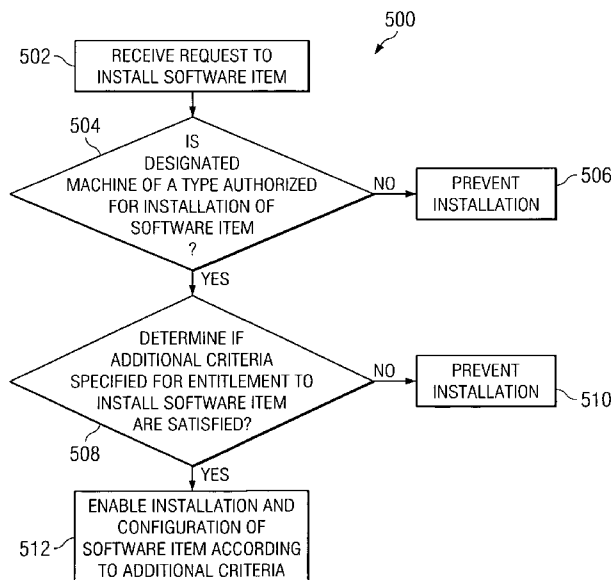 500
502
RECEIVE REQUEST TO
INSTALL SOFTWARE ITEM
504
IS
DESIGNATED
MACHINE OF A TYPE AUTHORIZED
FOR INSTALLATION OF
SOFTWARE ITEM
?
NO
PREVENT
INSTALLATION
506
YES
DETERMINE IF
ADDITIONAL CRITERIA
SPECIFIED FOR ENTITLEMENT TO
INSTALL SOFTWARE ITEM
ARE SATISFIED?
508
NO
PREVENT
INSTALLATION
510
YES
512
ENABLE INSTALLATION AND
CONFIGURATION OF
SOFTWARE ITEM ACCORDING
TO ADDITIONAL CRITERIA